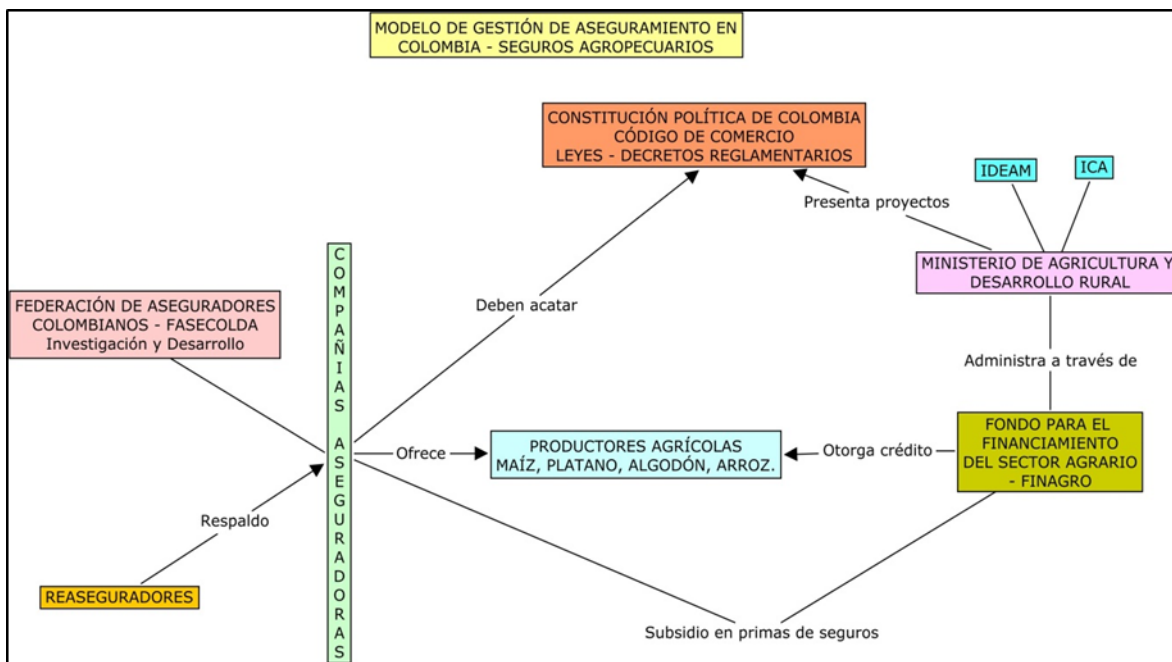 MODELO DE GESTIÓN DE ASEGURAMIENTO EN
COLOMBIA - SEGUROS AGROPECUARIOS
CONSTITUCIÓN POLÍTICA DE COLOMBIA
CÓDIGO DE COMERCIO
LEYES - DECRETOS REGLAMENTARIOS
IDEAM
ICA
Presenta proyectos
MINISTERIO DE AGRICULTURA Y
DESARROLLO RURAL
FEDERACIÓN DE ASEGURADORES
COLOMBIANOS - FASECOLDA
Investigación y Desarrollo
COMPAÑIAS ASEGURADORAS
Deben acatar
Administra a través de
Ofrece
PRODUCTORES AGRÍCOLAS
MAÍZ, PLATANO, ALGODÓN, ARROZ.
Otorga crédito
FONDO PARA EL
FINANCIAMIENTO
DEL SECTOR AGRARIO
- FINAGRO
Respaldo
REASEGURADORES
Subsidio en primas de seguros